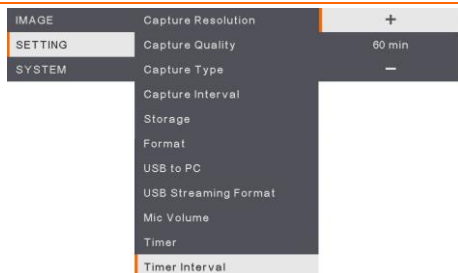 IMAGE
SETTING
SYSTEM
Capture Resolution
Capture Quality
Capture Type
Capture Interval
Storage
Format
USB to PC
USB Streaming Format
Mic Volume
Timer
Timer Interval
+
60 min
−